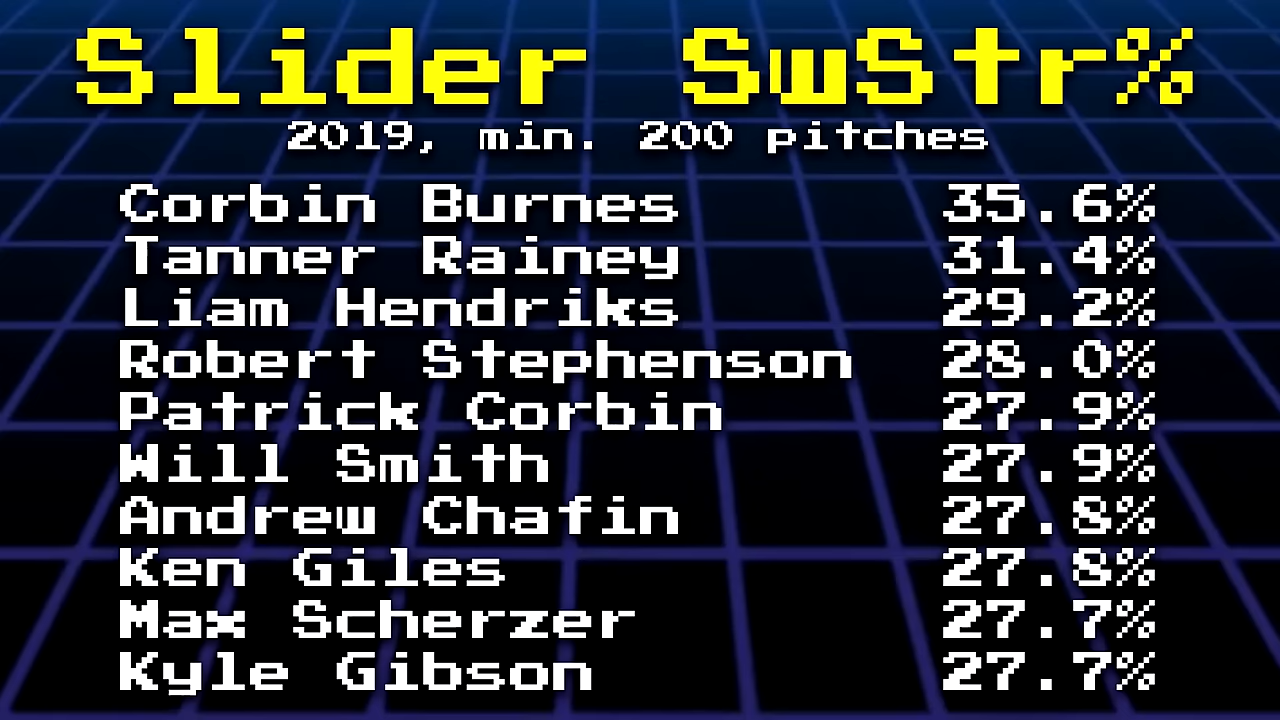 Slider SwStr%
2019, min. 200 pitches
Corbin Burnes 35.6%
Tanner Rainey 31.4%
Liam Hendriks 29.2%
Robert Stephenson 28.0%
Patrick Corbin 27.9%
Will Smith 27.9%
Andrew Chafin 27.8%
Ken Giles 27.8%
Max Scherzer 27.7%
Kyle Gibson 27.7%